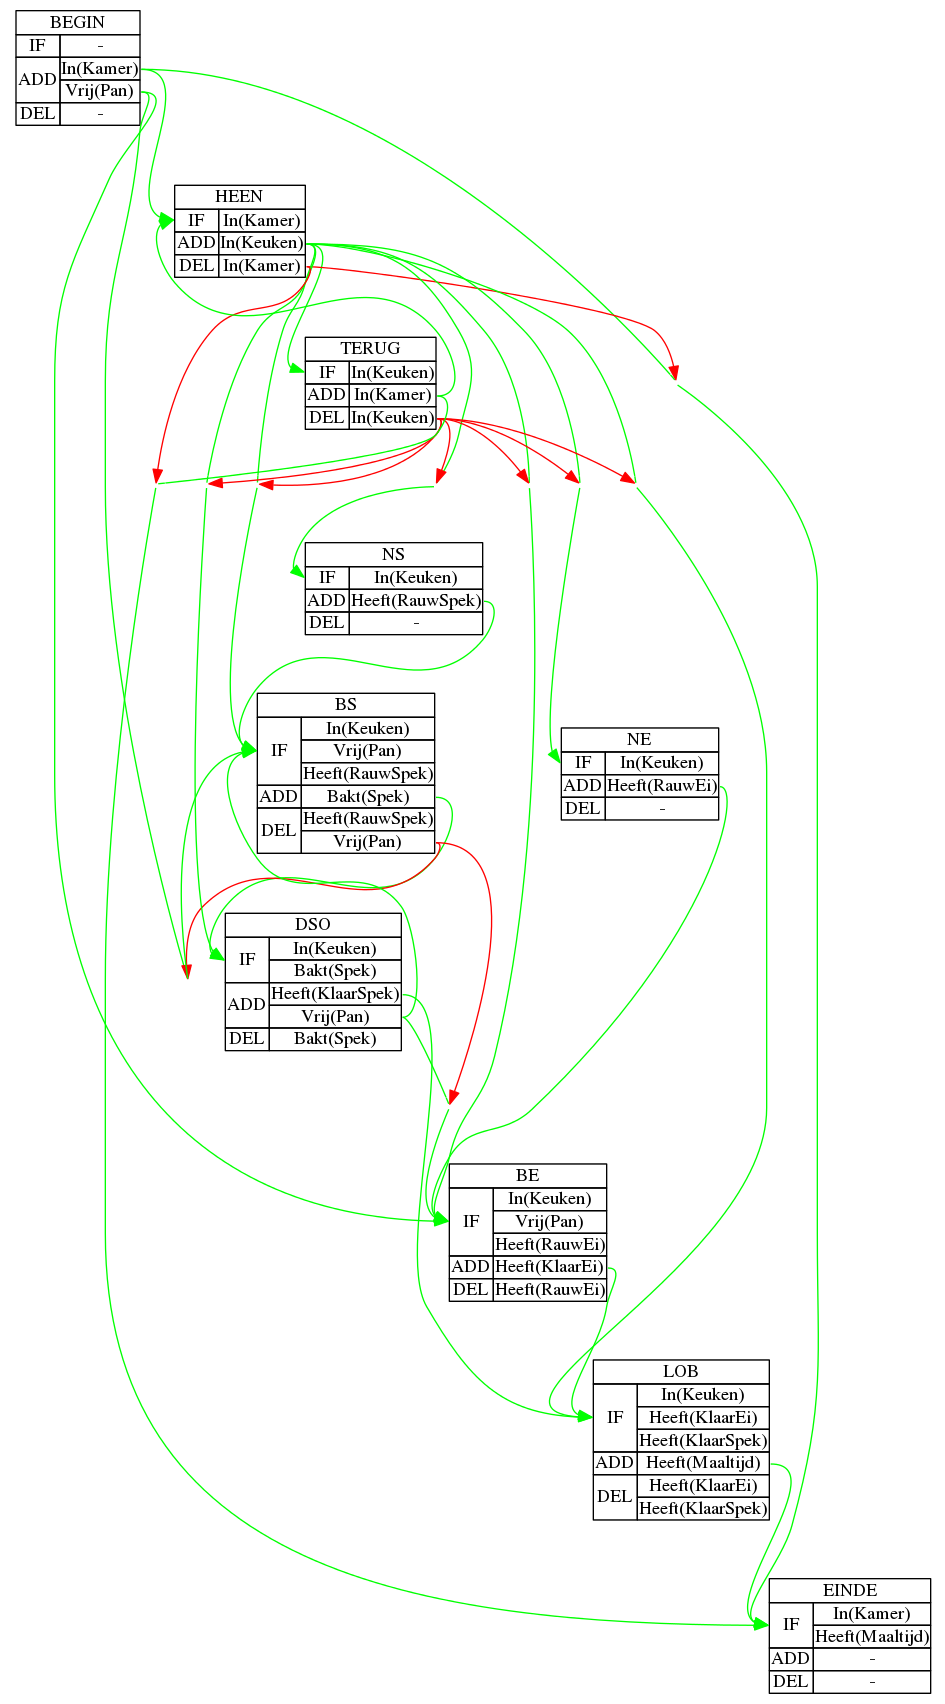 BEGIN
IF -
ADD In(Kamer)
Vrij(Pan)
DEL -
HEEN
IF In(Kamer)
ADD In(Keuken)
DEL In(Kamer)
TERUG
IF In(Keuken)
ADD In(Kamer)
DEL In(Keuken)
NS
IF In(Keuken)
ADD Heeft(RauwSpek)
DEL -
BS
IF In(Keuken)
Vrij(Pan)
Heeft(RauwSpek)
ADD Bakt(Spek)
DEL Heeft(RauwSpek)
Vrij(Pan)
NE
IF In(Keuken)
ADD Heeft(RauwEi)
DEL -
DSO
IF In(Keuken)
Bakt(Spek)
ADD Heeft(KlaarSpek)
Vrij(Pan)
DEL Bakt(Spek)
BE
IF In(Keuken)
Vrij(Pan)
Heeft(RauwEi)
ADD Heeft(KlaarEi)
DEL Heeft(RauwEi)
LOB
IF In(Keuken)
Heeft(KlaarEi)
Heeft(KlaarSpek)
ADD Heeft(Maaltijd)
DEL Heeft(KlaarEi)
Heeft(KlaarSpek)
EINDE
IF In(Kamer)
Heeft(Maaltijd)
ADD -
DEL -